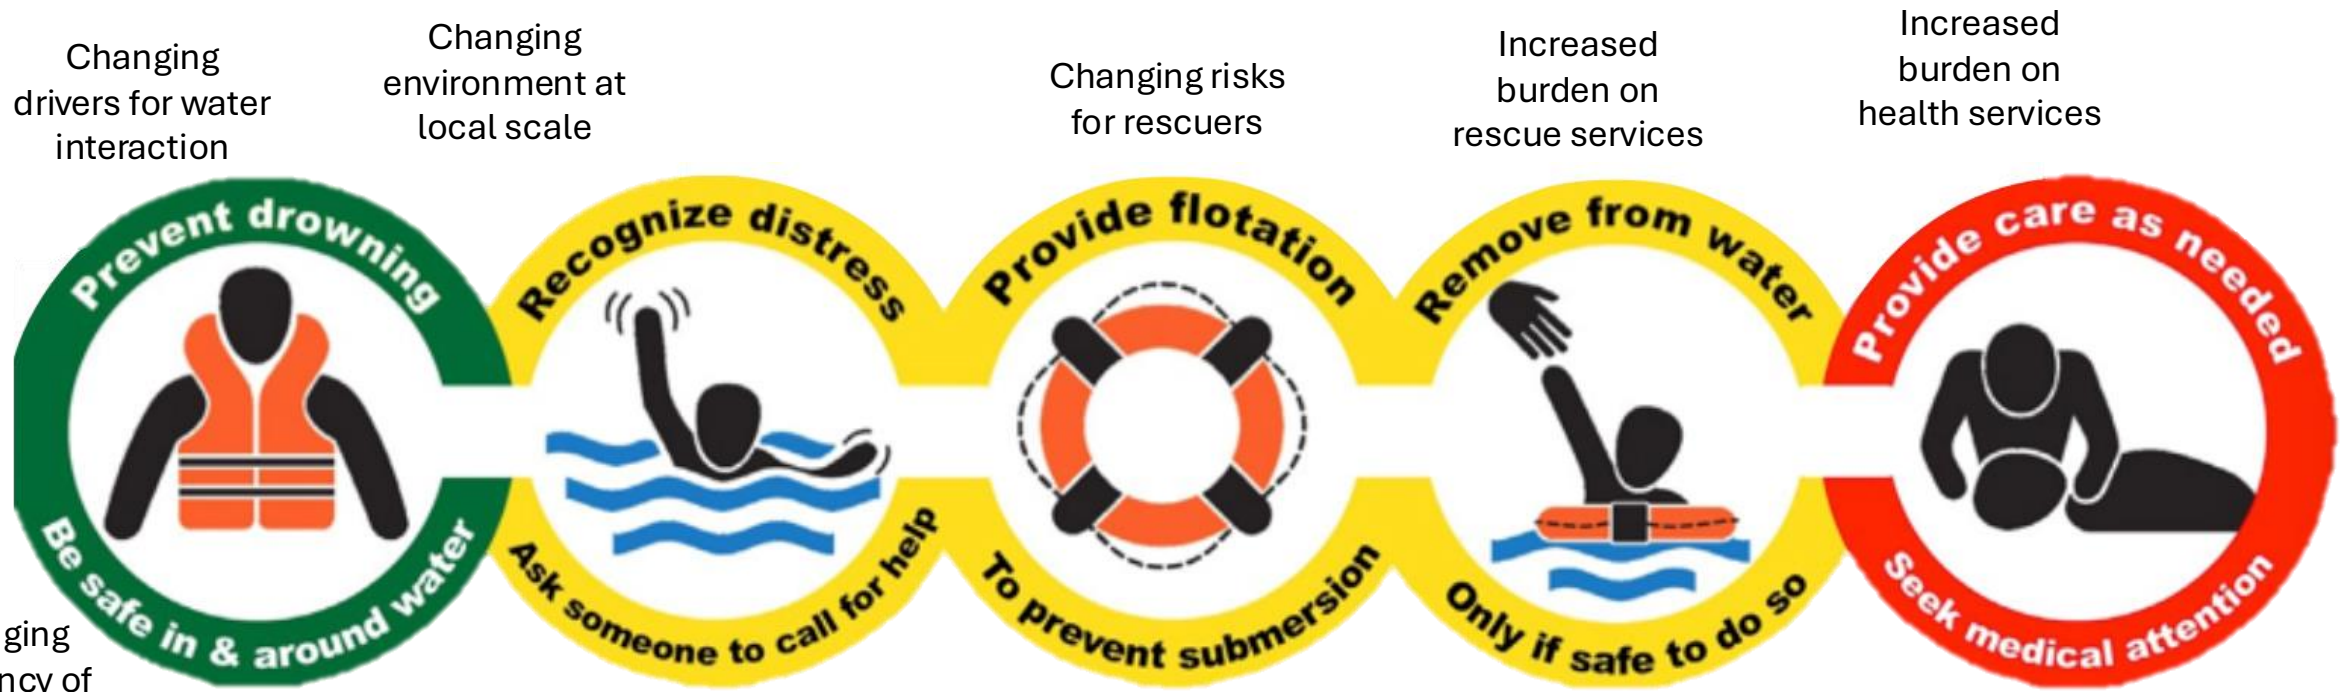 Changing
drivers for water
interaction
Changing
environment at
local scale
Changing risks
for rescuers
Increased
burden on
rescue services
Increased
burden on
health services
Prevent drowning
Be safe in & around water
Recognize distress
Ask someone to call for help
Provide flotation
To prevent submersion
Remove from water
Only if safe to do so
Provide care as needed
Seek medical attention
ging
ncy of